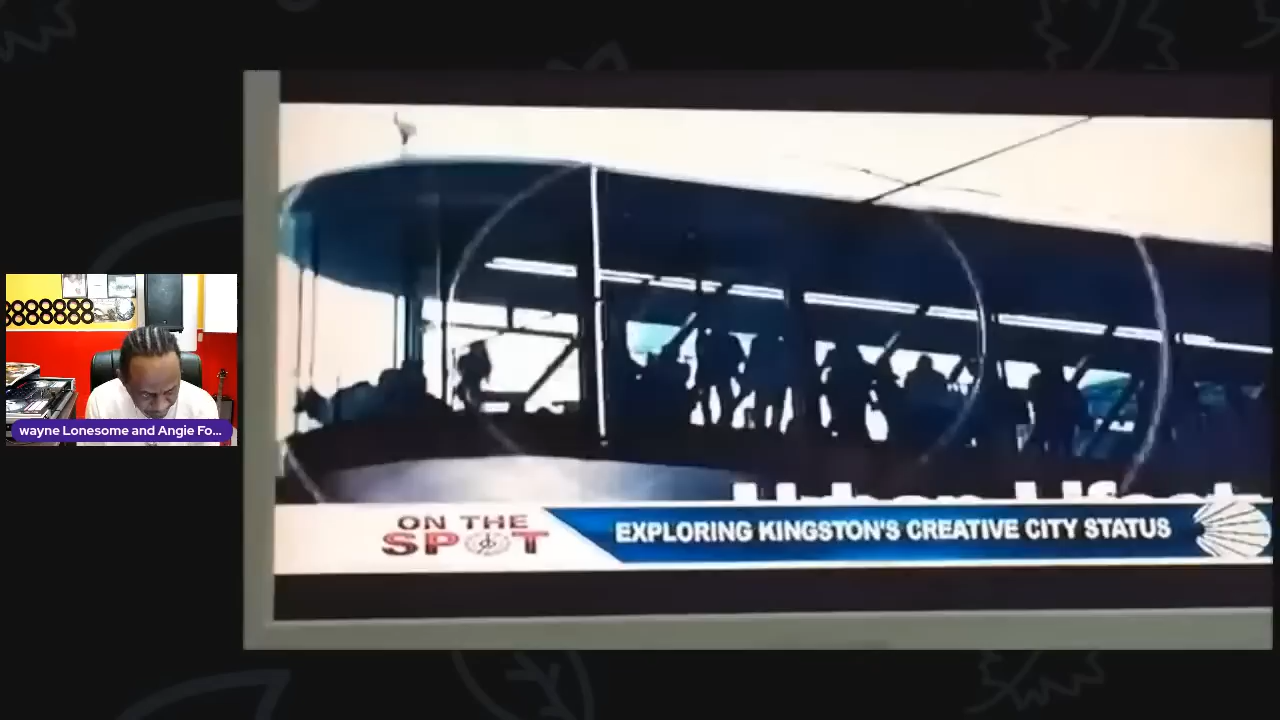 wayne Lonesome and Angie Fo...
ON THE
SPOT
EXPLORING KINGSTON'S CREATIVE CITY STATUS